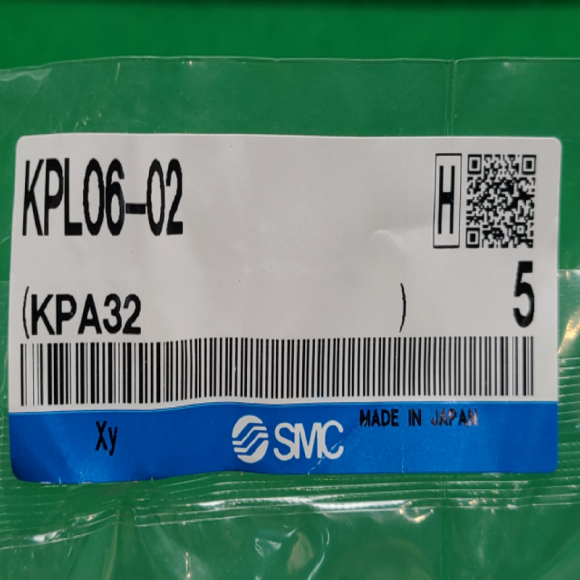 KPL06-02
H
(KPA32 )
5
Xy
SMC
MADE IN JAPAN